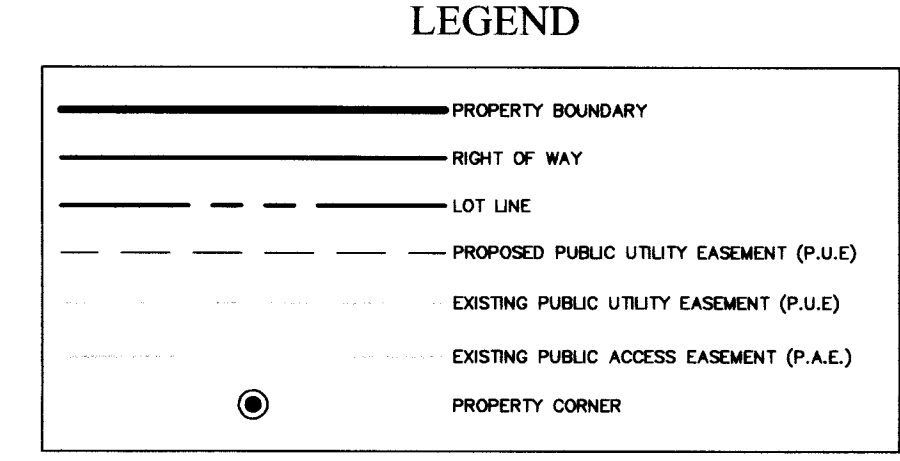 LEGEND
PROPERTY BOUNDARY
RIGHT OF WAY
LOT LINE
PROPOSED PUBLIC UTILITY EASEMENT (P.U.E)
EXISTING PUBLIC UTILITY EASEMENT (P.U.E)
EXISTING PUBLIC ACCESS EASEMENT (P.A.E.)
PROPERTY CORNER